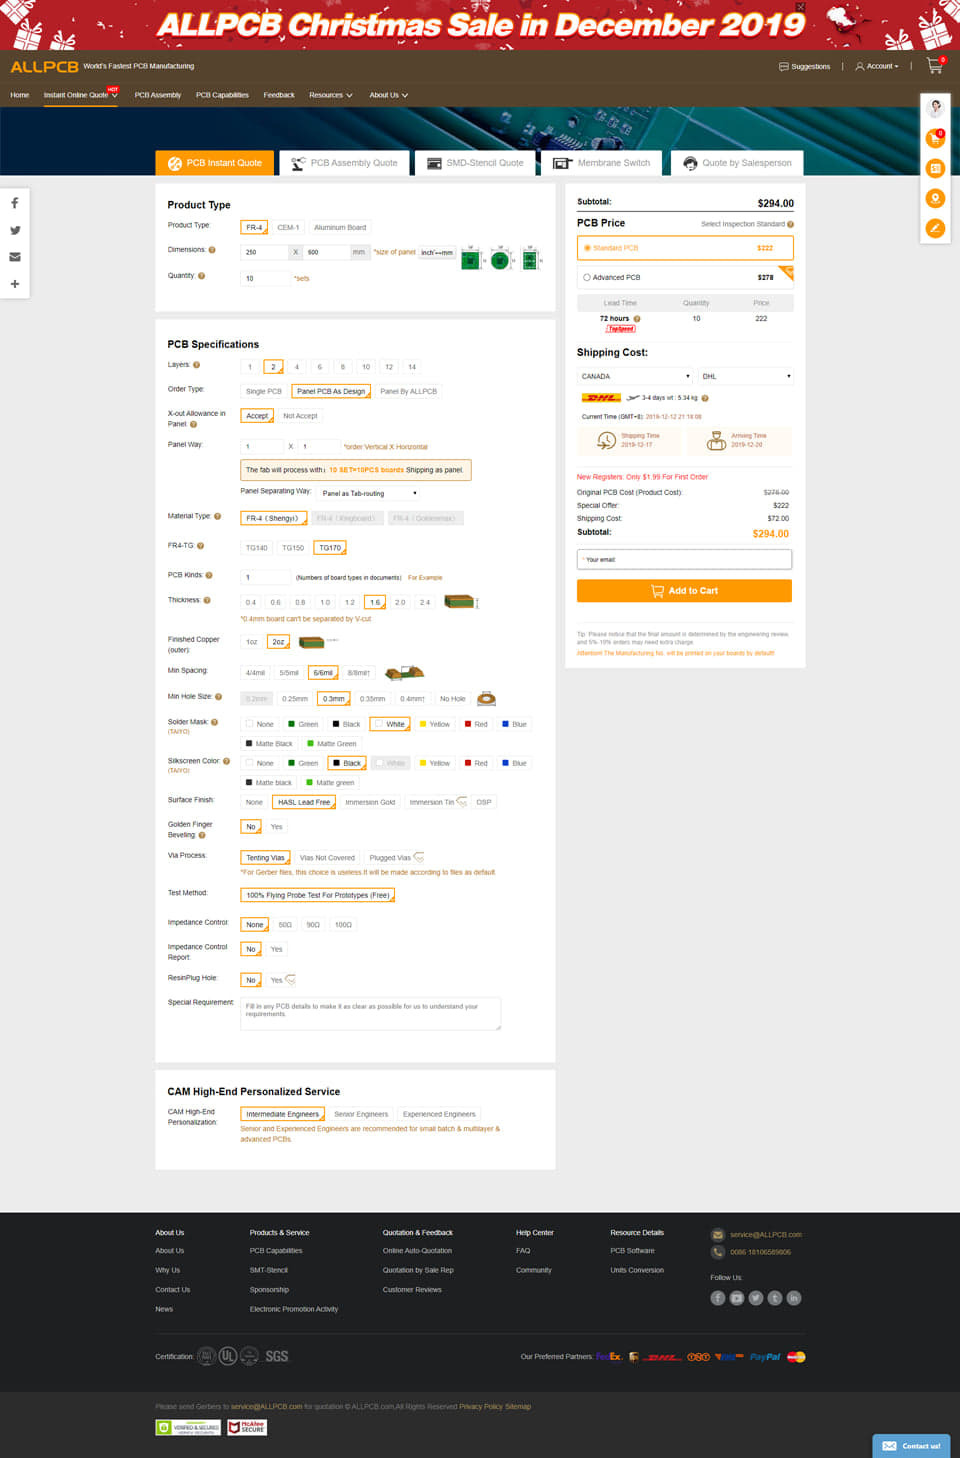 ALLPCB Christmas Sale in December 2019
ALLPCB World's Fastest PCB Manufacturing
Suggestions | Account | 0
Home Instant Online Quote HOT PCB Assembly PCB Capabilities Feedback Resources About Us
0
PCB Instant Quote PCB Assembly Quote SMD-Stencil Quote Membrane Switch Quote by Salesperson
Product Type
Product Type: FR-4 CEM-1 Aluminum Board
Dimensions: 250 X 600 mm *size of panel inch"↔mm
Quantity: 10 *sets
PCB Specifications
Layers: 1 2 4 6 8 10 12 14
Order Type: Single PCB Panel PCB As Design Panel By ALLPCB
X-out Allowance in Panel: Accept Not Accept
Panel Way: 1 X 1 *order Vertical X Horizontal
The fab will process with 10 SET=10PCS boards Shipping as panel.
Panel Separating Way: Panel as Tab-routing
Material Type: FR-4 (Shengyi) FR-4 (Kingboard) FR-4 (Goldenmax)
FR4-TG: TG140 TG150 TG170
PCB Kinds: 1 (Numbers of board types in documents) For Example
Thickness: 0.4 0.6 0.8 1.0 1.2 1.6 2.0 2.4
*0.4mm board can't be separated by V-cut
Finished Copper (outer): 1oz 2oz
Min Spacing: 4/4mil 5/5mil 6/6mil 8/8mil↑
Min Hole Size: 0.2mm 0.25mm 0.3mm 0.35mm 0.4mm↑ No Hole
Solder Mask: (TAIYO) None Green Black White Yellow Red Blue
Matte Black Matte Green
Silkscreen Color: (TAIYO) None Green Black White Yellow Red Blue
Matte black Matte green
Surface Finish: None HASL Lead Free Immersion Gold Immersion Tin OSP
Golden Finger Beveling: No Yes
Via Process: Tenting Vias Vias Not Covered Plugged Vias
*For Gerber files, this choice is useless.It will be made according to files as default
Test Method: 100% Flying Probe Test For Prototypes (Free)
Impedance Control: None 50Ω 90Ω 100Ω
Impedance Control Report: No Yes
ResinPlug Hole: No Yes
Special Requirement: Fill in any PCB details to make it as clear as possible for us to understand your
requirements.
CAM High-End Personalized Service
CAM High-End Personalization: Intermediate Engineers Senior Engineers Experienced Engineers
Senior and Experienced Engineers are recommended for small batch & multilayer &
advanced PCBs.
Subtotal: $294.00
PCB Price Select Inspection Standard
Standard PCB $222
Advanced PCB $278
Lead Time Quantity Price
72 hours 10 222
TopSpeed
Shipping Cost:
CANADA DHL
DHL 3-4 days wt : 5.34 kg
Current Time (GMT+8): 2019-12-12 21:18:08
Shipping Time 2019-12-17
Arriving Time 2019-12-20
New Registers: Only $1.99 For First Order
Original PCB Cost (Product Cost): $278.00
Special Offer: $222
Shipping Cost: $72.00
Subtotal: $294.00
* Your email:
Add to Cart
Tip: Please notice that the final amount is determined by the engineering review.
and 5%-10% orders may need extra charge.
Attention! The Manufacturing No. will be printed on your boards by default!
About Us Products & Service Quotation & Feedback Help Center Resource Details service@ALLPCB.com
About Us PCB Capabilities Online Auto-Quotation FAQ PCB Software 0086 18106589806
Why Us SMT-Stencil Quotation by Sale Rep Community Units Conversion Follow Us:
Contact Us Sponsorship Customer Reviews
News Electronic Promotion Activity
Certification: UL SGS Our Preferred Partners: FedEx. DHL TNT PayPal MasterCard
Please send Gerbers to service@ALLPCB.com for quotation © ALLPCB.com,All Rights Reserved Privacy Policy Sitemap
VERIFIED & SECURED
McAfee SECURE
Contact us!